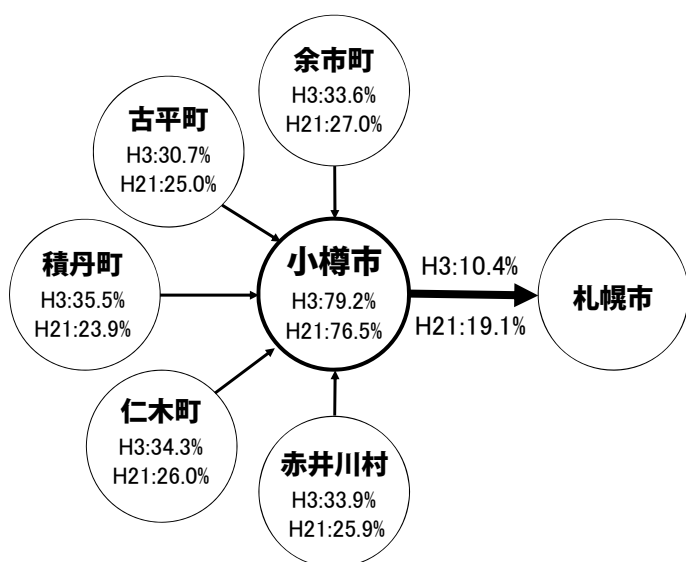 余市町
H3:33.6%
H21:27.0%
古平町
H3:30.7%
H21:25.0%
積丹町
H3:35.5%
H21:23.9%
小樽市
H3:79.2%
H21:76.5%
H3:10.4%
H21:19.1%
札幌市
仁木町
H3:34.3%
H21:26.0%
赤井川村
H3:33.9%
H21:25.9%